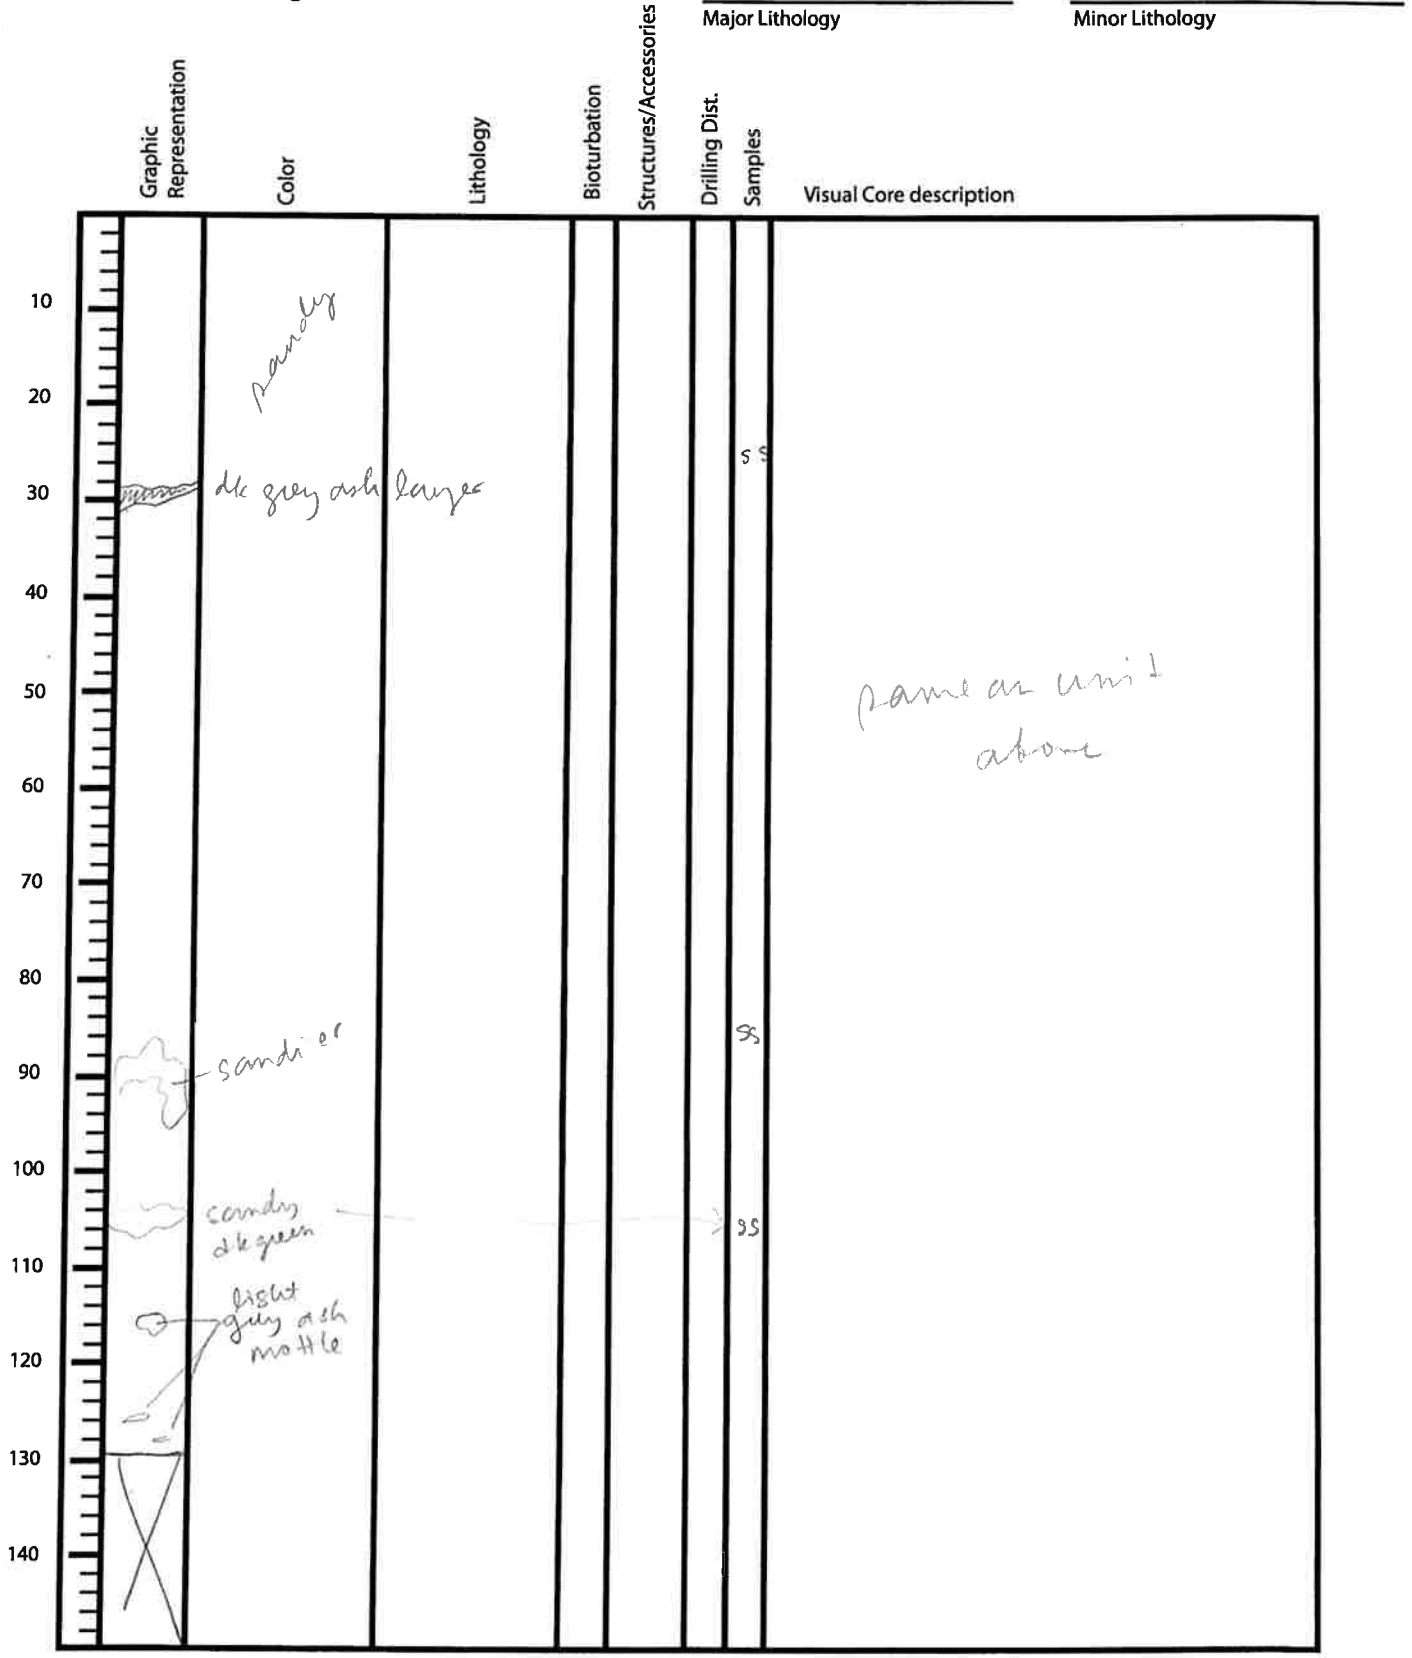 Major Lithology
Minor Lithology
Graphic
Representation
Color
Lithology
Bioturbation
Structures/Accessories
Drilling Dist.
Samples
Visual Core description
10
sandy
20
ss
30
dk grey ash layer
40
50
same as unit
above
60
70
80
ss
sandier
90
100
sandy
dk green
ss
110
light
grey ash
mottle
120
130
140